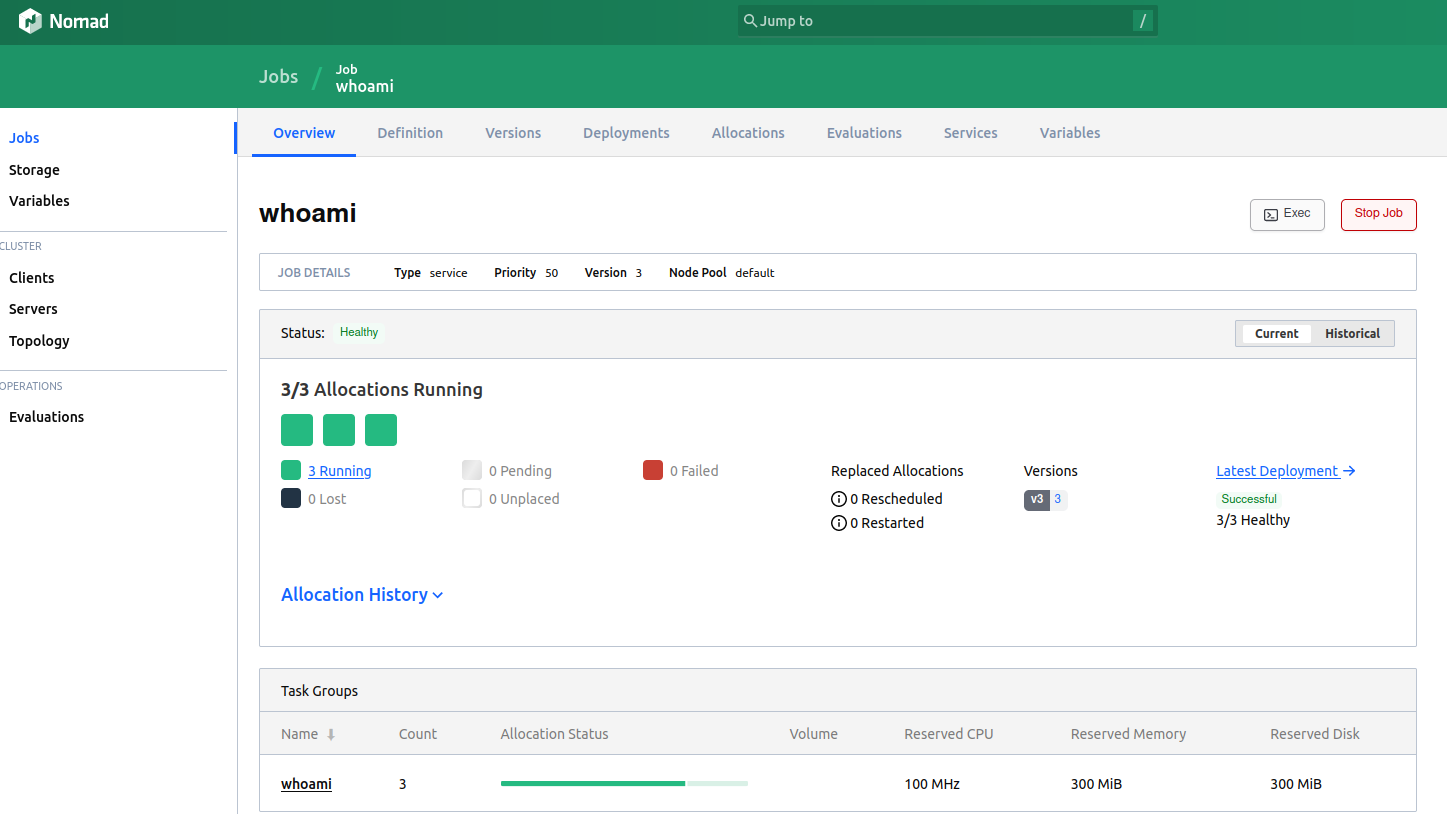 Nomad
Jump to /
Jobs / Job
whoami
Jobs
Storage
Variables
CLUSTER
Clients
Servers
Topology
OPERATIONS
Evaluations
Overview Definition Versions Deployments Allocations Evaluations Services Variables
whoami
Exec Stop Job
JOB DETAILS Type service Priority 50 Version 3 Node Pool default
Status: Healthy Current Historical
3/3 Allocations Running
3 Running 0 Pending 0 Failed
0 Lost 0 Unplaced
Replaced Allocations
0 Rescheduled
0 Restarted
Versions
v3 3
Latest Deployment
Successful
3/3 Healthy
Allocation History
Task Groups
Name Count Allocation Status Volume Reserved CPU Reserved Memory Reserved Disk
whoami 3 100 MHz 300 MiB 300 MiB